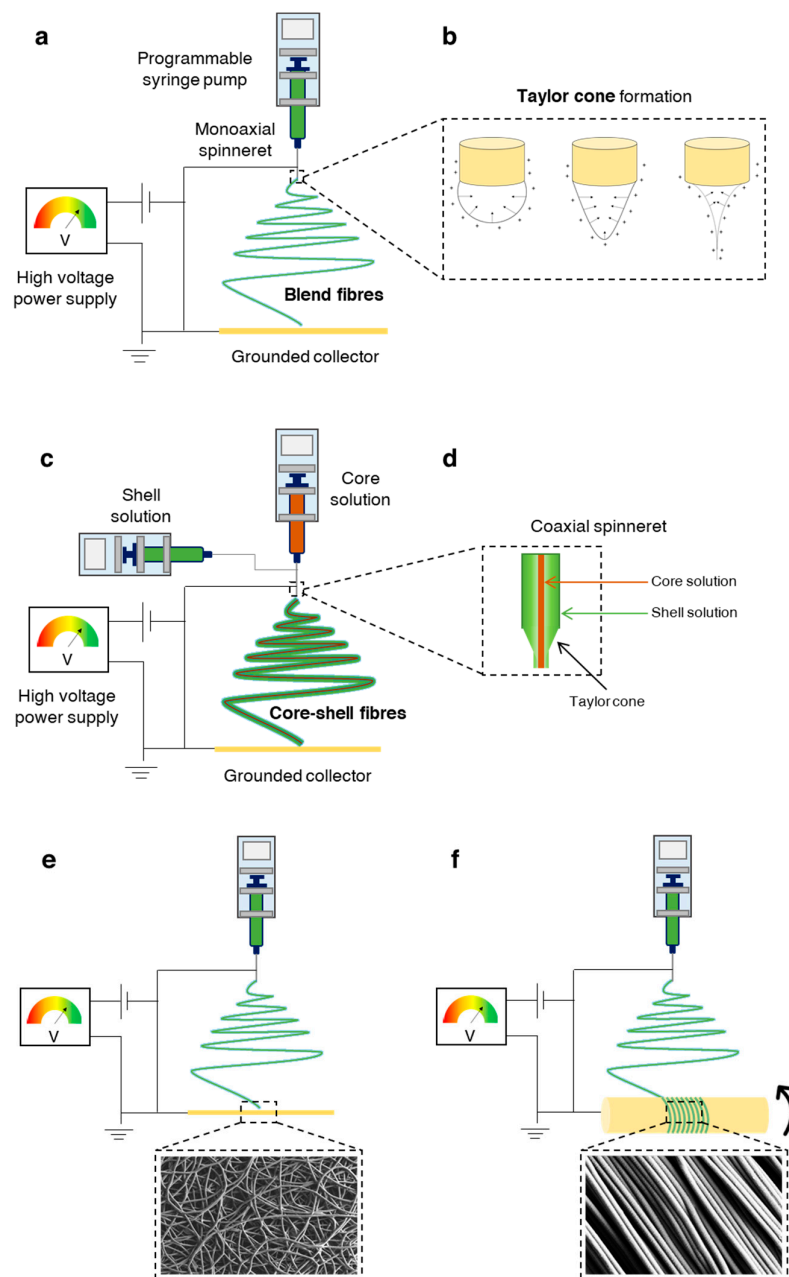 a
Programmable
syringe pump
Monoaxial
spinneret
V
High voltage
power supply
Blend fibres
Grounded collector
b
Taylor cone formation
c
Shell
solution
Core
solution
V
High voltage
power supply
Core-shell fibres
Grounded collector
d
Coaxial spinneret
Core solution
Shell solution
Taylor cone
e
V
f
V